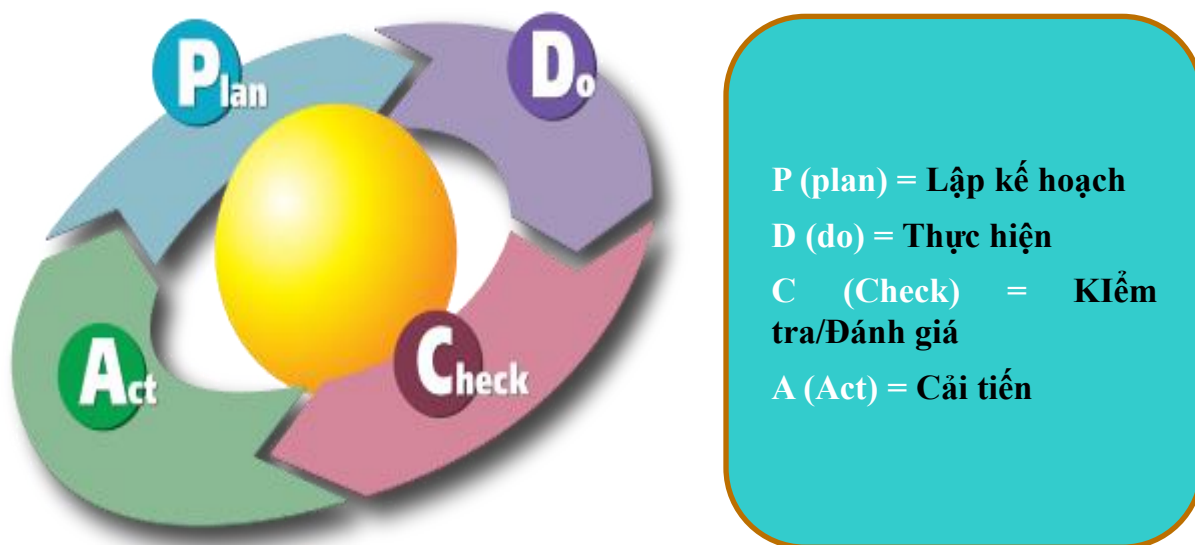 Plan
Do
Act
Check
P (plan) = Lập kế hoạch
D (do) = Thực hiện
C (Check) = KIểm
tra/Đánh giá
A (Act) = Cải tiến